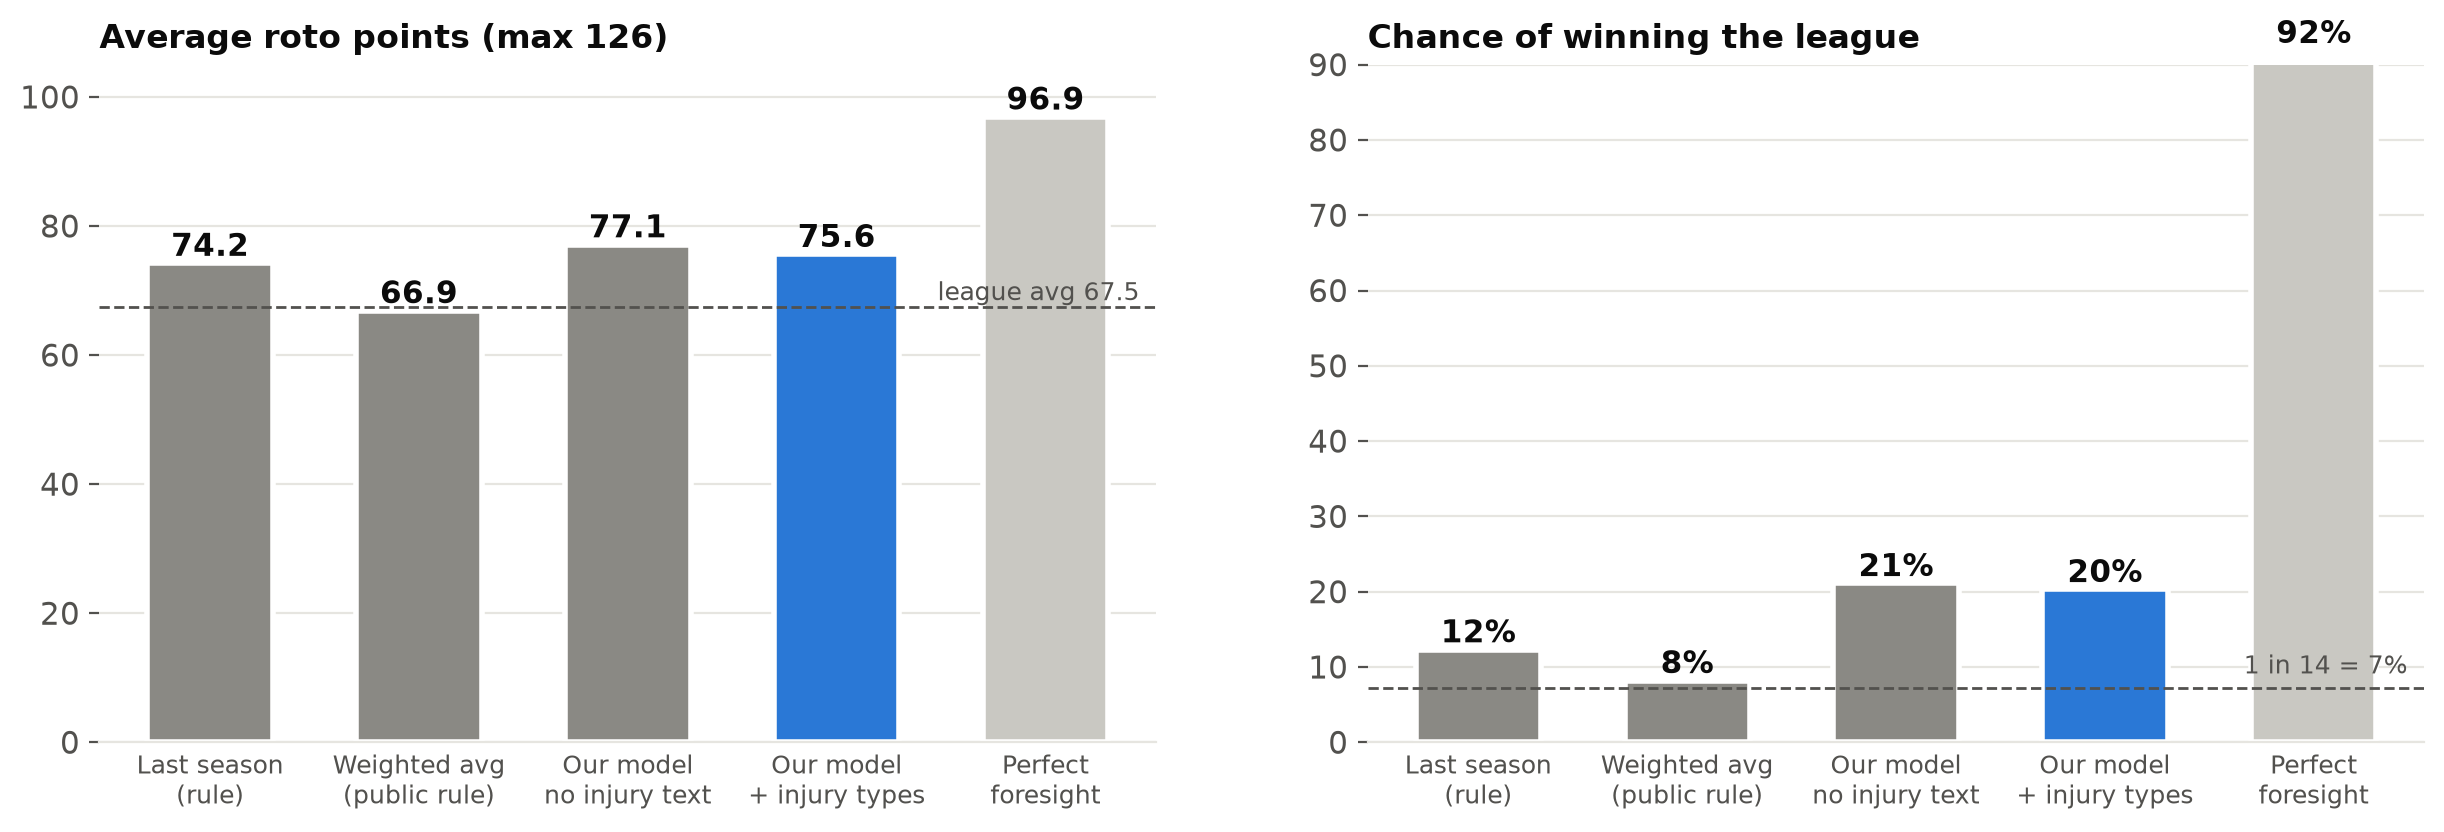 Average roto points (max 126)
100
80
60
40
20
0
74.2
66.9
77.1
75.6
96.9
league avg 67.5
Last season
(rule)
Weighted avg
(public rule)
Our model
no injury text
Our model
+ injury types
Perfect
foresight
Chance of winning the league
90
80
70
60
50
40
30
20
10
0
12%
8%
21%
20%
92%
1 in 14 = 7%
Last season
(rule)
Weighted avg
(public rule)
Our model
no injury text
Our model
+ injury types
Perfect
foresight